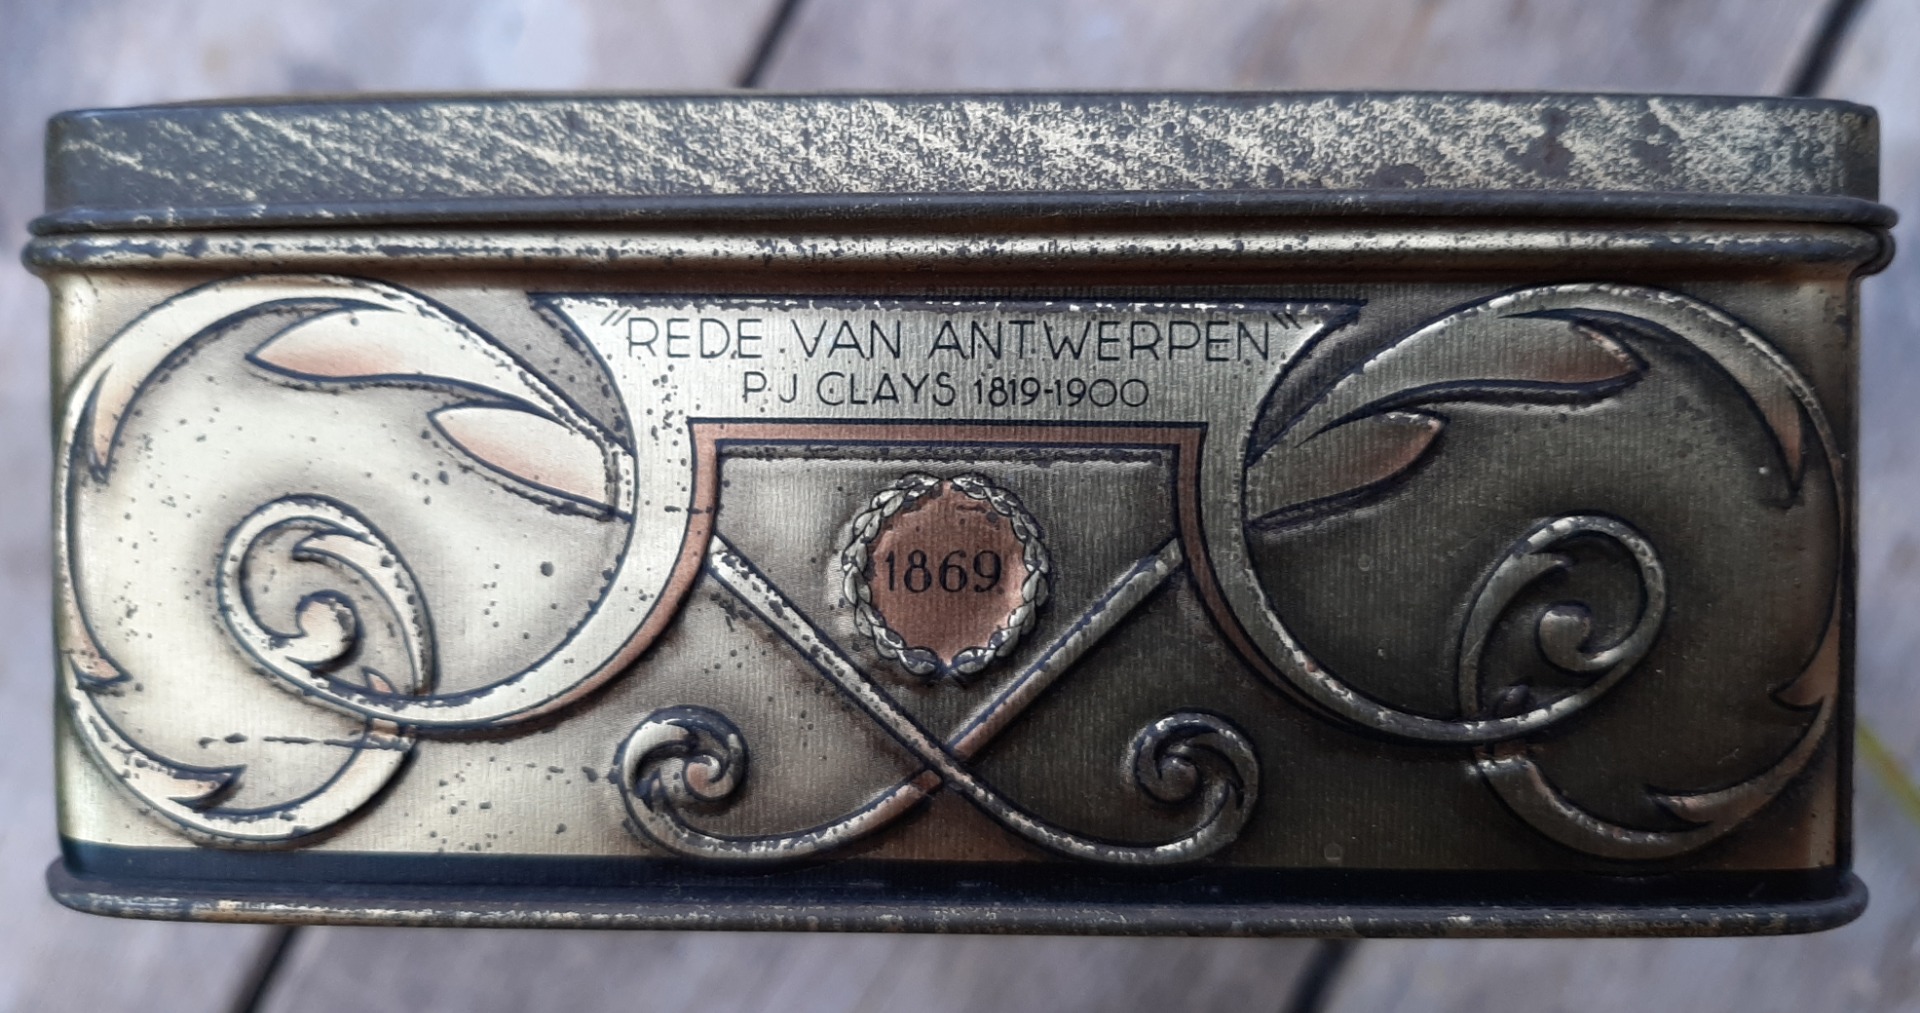 "REDE VAN ANTWERPEN"
P J CLAYS 1819-1900
1869